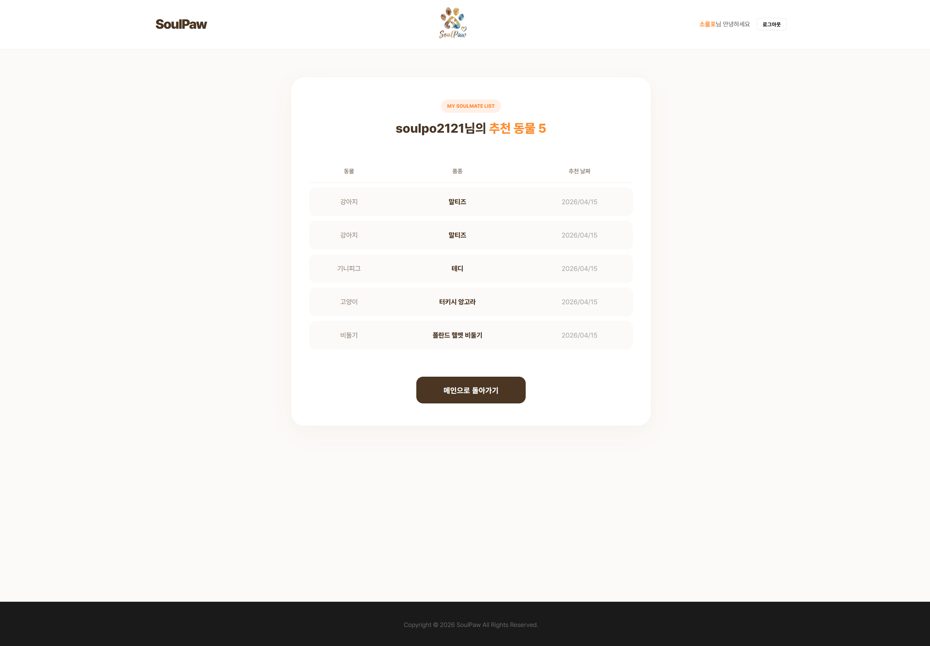 SoulPaw
SoulPaw
소울포님 안녕하세요
로그아웃
MY SOULMATE LIST
soulpo2121님의 추천 동물 5
동물 품종 추천 날짜
강아지 말티즈 2026/04/15
강아지 말티즈 2026/04/15
기니피그 테디 2026/04/15
고양이 터키시 앙고라 2026/04/15
비둘기 폴란드 헬멧 비둘기 2026/04/15
메인으로 돌아가기
Copyright © 2026 SoulPaw All Rights Reserved.